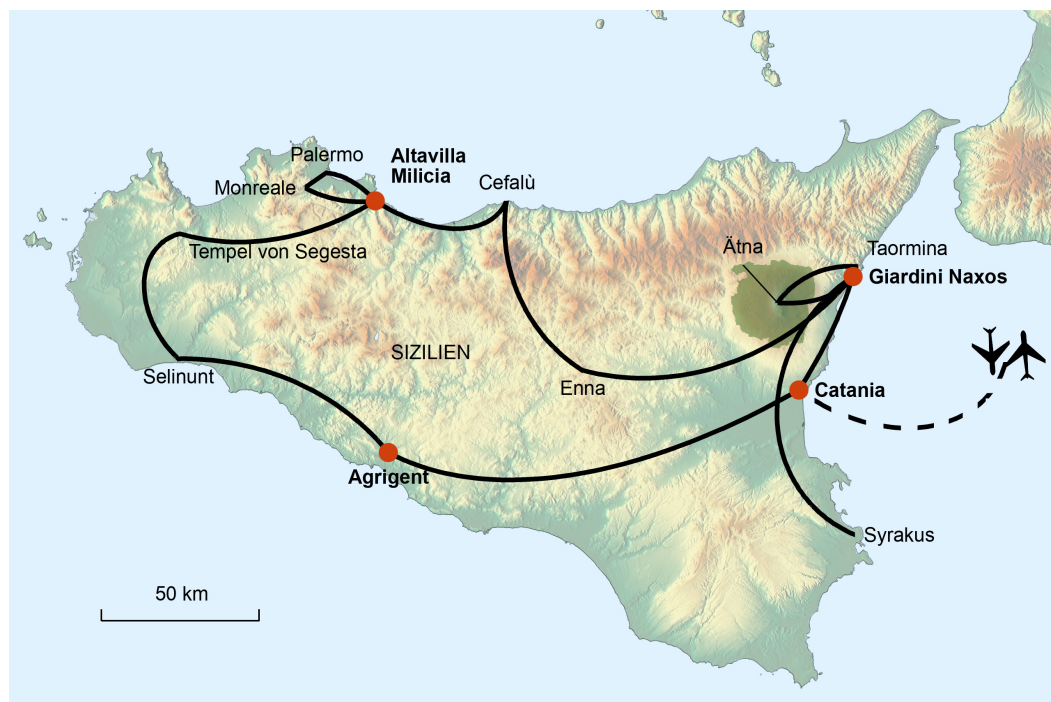 Palermo
Altavilla
Milicia
Monreale
Cefalù
Tempel von Segesta
Ätna
Taormina
Giardini Naxos
SIZILIEN
Selinunt
Enna
Catania
Agrigent
Syrakus
50 km